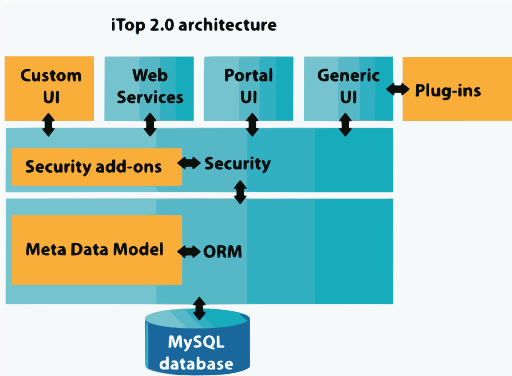 iTop 2.0 architecture
Custom
UI
Web
Services
Portal
UI
Generic
UI
Plug-ins
Security add-ons
Security
Meta Data Model
ORM
MySQL
database